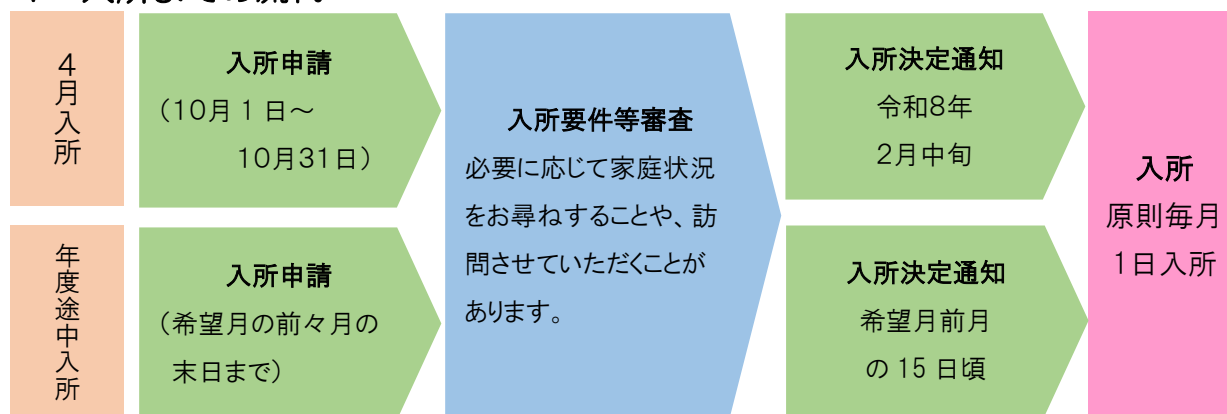 4月入所
入所申請
（10月1日～
10月31日）
入所要件等審査
必要に応じて家庭状況
をお尋ねすることや、訪
問させていただくことが
あります。
入所決定通知
令和8年
2月中旬
入所
原則毎月
1日入所
年度途中入所
入所申請
（希望月の前々月の
末日まで）
入所決定通知
希望月前月
の 15 日頃